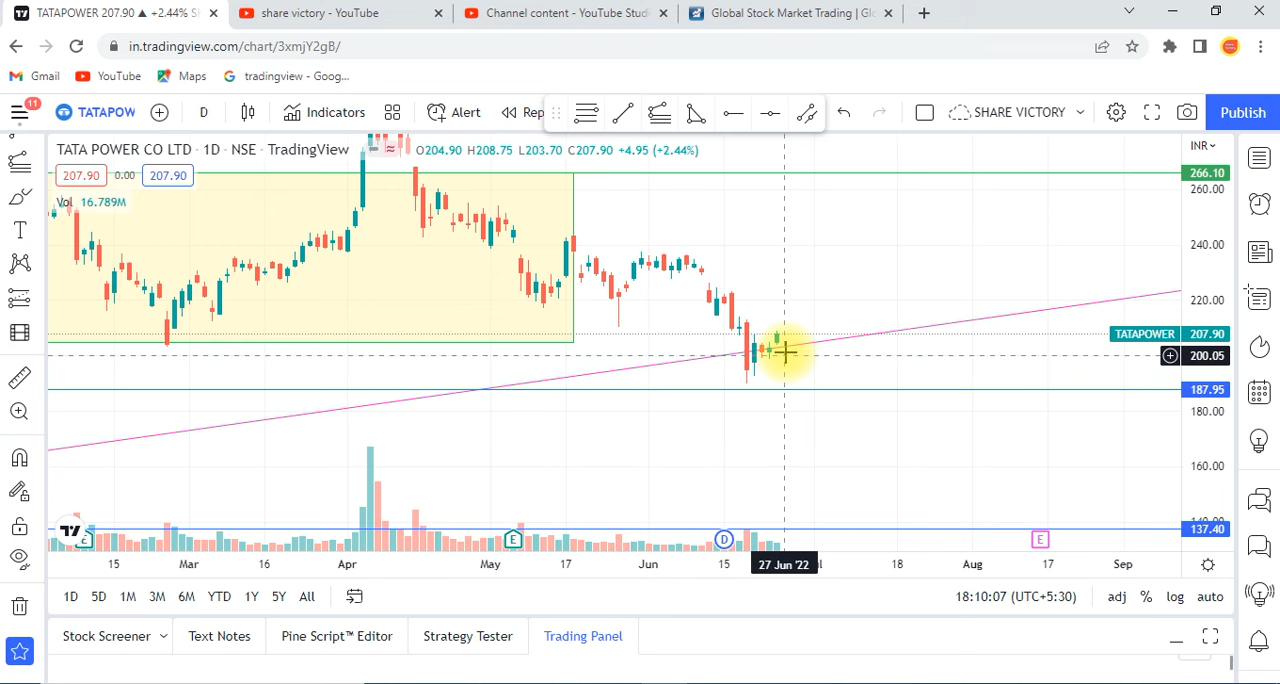 TATAPOWER 207.90 ▲ +2.44% S
share victory - YouTube
Channel content - YouTube Studi
Global Stock Market Trading | Gl
in.tradingview.com/chart/3xmjY2gB/
Gmail
YouTube
Maps
tradingview - Goog...
11
TATAPOW
D
Indicators
Alert
Rep
SHARE VICTORY
Publish
TATA POWER CO LTD · 1D · NSE · TradingView
O204.90 H208.75 L203.70 C207.90 +4.95 (+2.44%)
INR
207.90
0.00
207.90
Vol 16.789M
266.10
260.00
240.00
220.00
TATAPOWER 207.90
200.05
187.95
180.00
160.00
137.40
E
E
D
E
15
Mar
16
Apr
May
17
Jun
15
27 Jun '22
18
Aug
17
Sep
1D
5D
1M
3M
6M
YTD
1Y
5Y
All
18:10:07 (UTC+5:30)
adj
%
log
auto
Stock Screener
Text Notes
Pine Script™ Editor
Strategy Tester
Trading Panel